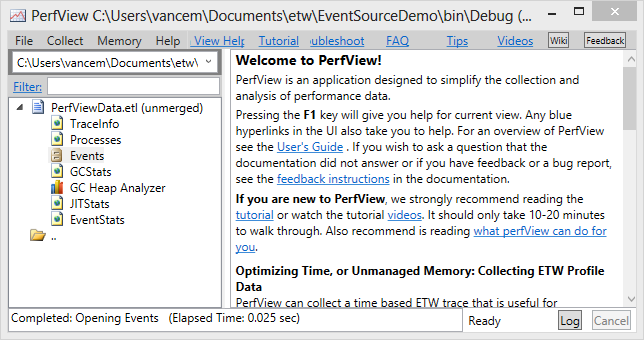 PerfView C:\Users\vancem\Documents\etw\EventSourceDemo\bin\Debug (...
File Collect Memory Help View Help Tutorial ubleshoot FAQ Tips Videos Wiki Feedback
C:\Users\vancem\Documents\etw\
Filter:
PerfViewData.etl (unmerged)
TraceInfo
Processes
Events
GCStats
GC Heap Analyzer
JITStats
EventStats
..
Welcome to PerfView!
PerfView is an application designed to simplify the collection and
analysis of performance data.
Pressing the F1 key will give you help for current view. Any blue
hyperlinks in the UI also take you to help. For an overview of PerfView
see the User's Guide . If you wish to ask a question that the
documentation did not answer or if you have feedback or a bug report,
see the feedback instructions in the documentation.
If you are new to PerfView, we strongly recommend reading the
tutorial or watch the tutorial videos. It should only take 10-20 minutes
to walk through. Also recommend is reading what perfView can do for
you.
Optimizing Time, or Unmanaged Memory: Collecting ETW Profile
Data
PerfView can collect a time based ETW trace that is useful for
Completed: Opening Events (Elapsed Time: 0.025 sec)
Ready
Log
Cancel